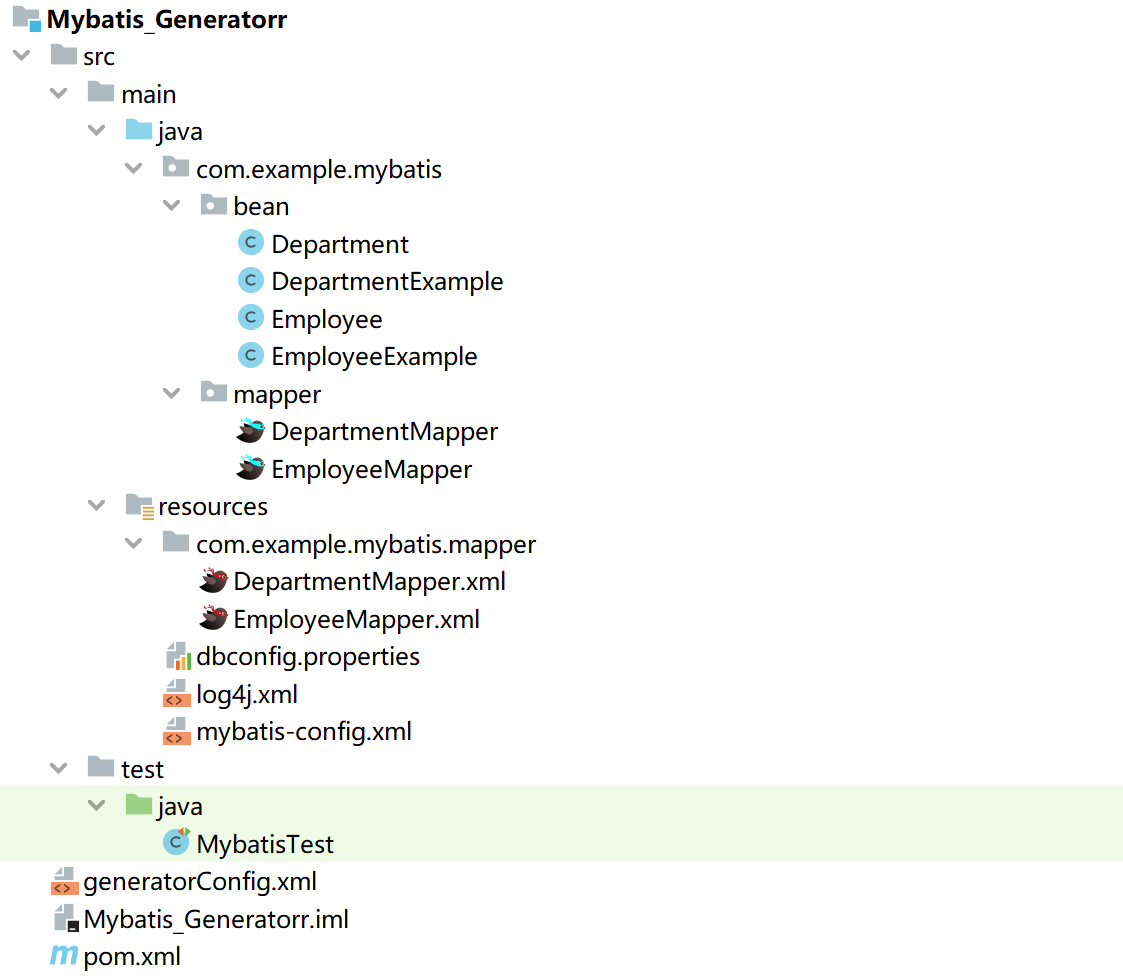 Mybatis_Generatorr
src
main
java
com.example.mybatis
bean
C Department
C DepartmentExample
C Employee
C EmployeeExample
mapper
DepartmentMapper
EmployeeMapper
resources
com.example.mybatis.mapper
DepartmentMapper.xml
EmployeeMapper.xml
dbconfig.properties
<> log4j.xml
<> mybatis-config.xml
test
java
C MybatisTest
<> generatorConfig.xml
Mybatis_Generatorr.iml
m pom.xml